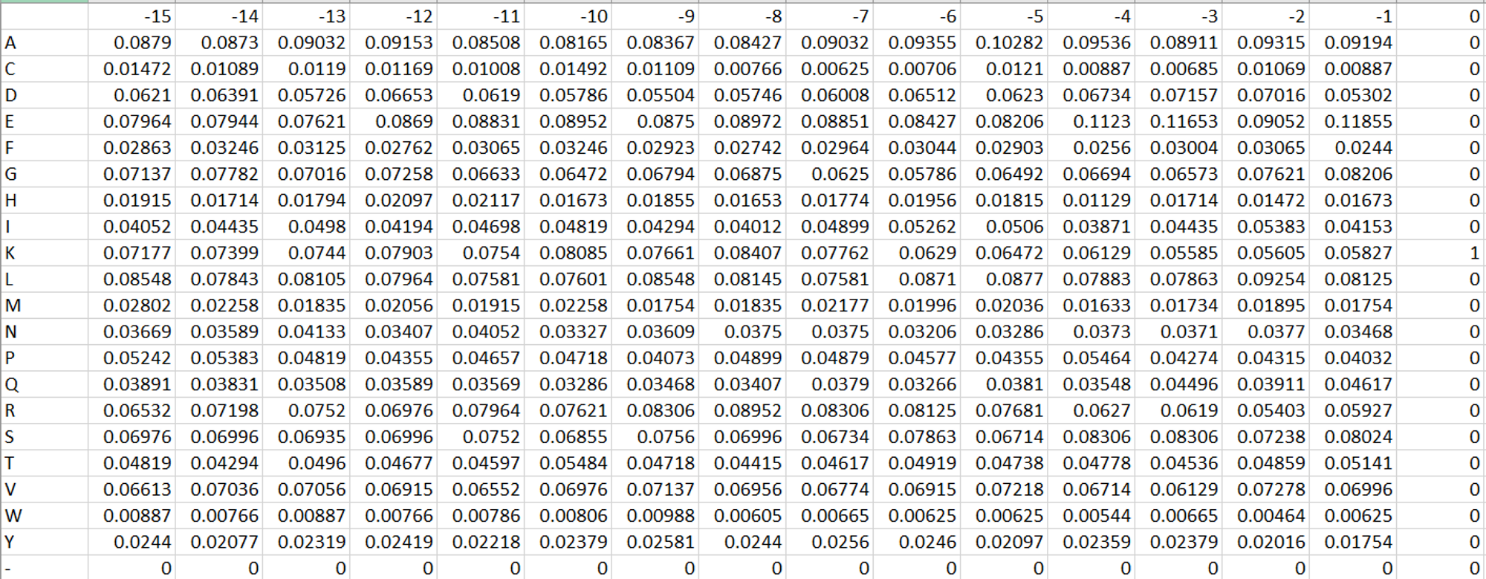 -15 -14 -13 -12 -11 -10 -9 -8 -7 -6 -5 -4 -3 -2 -1 0
A 0.0879 0.0873 0.09032 0.09153 0.08508 0.08165 0.08367 0.08427 0.09032 0.09355 0.10282 0.09536 0.08911 0.09315 0.09194 0
C 0.01472 0.01089 0.0119 0.01169 0.01008 0.01492 0.01109 0.00766 0.00625 0.00706 0.0121 0.00887 0.00685 0.01069 0.00887 0
D 0.0621 0.06391 0.05726 0.06653 0.0619 0.05786 0.05504 0.05746 0.06008 0.06512 0.0623 0.06734 0.07157 0.07016 0.05302 0
E 0.07964 0.07944 0.07621 0.0869 0.08831 0.08952 0.0875 0.08972 0.08851 0.08427 0.08206 0.1123 0.11653 0.09052 0.11855 0
F 0.02863 0.03246 0.03125 0.02762 0.03065 0.03246 0.02923 0.02742 0.02964 0.03044 0.02903 0.0256 0.03004 0.03065 0.0244 0
G 0.07137 0.07782 0.07016 0.07258 0.06633 0.06472 0.06794 0.06875 0.0625 0.05786 0.06492 0.06694 0.06573 0.07621 0.08206 0
H 0.01915 0.01714 0.01794 0.02097 0.02117 0.01673 0.01855 0.01653 0.01774 0.01956 0.01815 0.01129 0.01714 0.01472 0.01673 0
I 0.04052 0.04435 0.0498 0.04194 0.04698 0.04819 0.04294 0.04012 0.04899 0.05262 0.0506 0.03871 0.04435 0.05383 0.04153 0
K 0.07177 0.07399 0.0744 0.07903 0.0754 0.08085 0.07661 0.08407 0.07762 0.0629 0.06472 0.06129 0.05585 0.05605 0.05827 1
L 0.08548 0.07843 0.08105 0.07964 0.07581 0.07601 0.08548 0.08145 0.07581 0.0871 0.0877 0.07883 0.07863 0.09254 0.08125 0
M 0.02802 0.02258 0.01835 0.02056 0.01915 0.02258 0.01754 0.01835 0.02177 0.01996 0.02036 0.01633 0.01734 0.01895 0.01754 0
N 0.03669 0.03589 0.04133 0.03407 0.04052 0.03327 0.03609 0.0375 0.0375 0.03206 0.03286 0.0373 0.0371 0.0377 0.03468 0
P 0.05242 0.05383 0.04819 0.04355 0.04657 0.04718 0.04073 0.04899 0.04879 0.04577 0.04355 0.05464 0.04274 0.04315 0.04032 0
Q 0.03891 0.03831 0.03508 0.03589 0.03569 0.03286 0.03468 0.03407 0.0379 0.03266 0.0381 0.03548 0.04496 0.03911 0.04617 0
R 0.06532 0.07198 0.0752 0.06976 0.07964 0.07621 0.08306 0.08952 0.08306 0.08125 0.07681 0.0627 0.0619 0.05403 0.05927 0
S 0.06976 0.06996 0.06935 0.06996 0.0752 0.06855 0.0756 0.06996 0.06734 0.07863 0.06714 0.08306 0.08306 0.07238 0.08024 0
T 0.04819 0.04294 0.0496 0.04677 0.04597 0.05484 0.04718 0.04415 0.04617 0.04919 0.04738 0.04778 0.04536 0.04859 0.05141 0
V 0.06613 0.07036 0.07056 0.06915 0.06552 0.06976 0.07137 0.06956 0.06774 0.06915 0.07218 0.06714 0.06129 0.07278 0.06996 0
W 0.00887 0.00766 0.00887 0.00766 0.00786 0.00806 0.00988 0.00605 0.00665 0.00625 0.00625 0.00544 0.00665 0.00464 0.00625 0
Y 0.0244 0.02077 0.02319 0.02419 0.02218 0.02379 0.02581 0.0244 0.0256 0.0246 0.02097 0.02359 0.02379 0.02016 0.01754 0
- 0 0 0 0 0 0 0 0 0 0 0 0 0 0 0 0